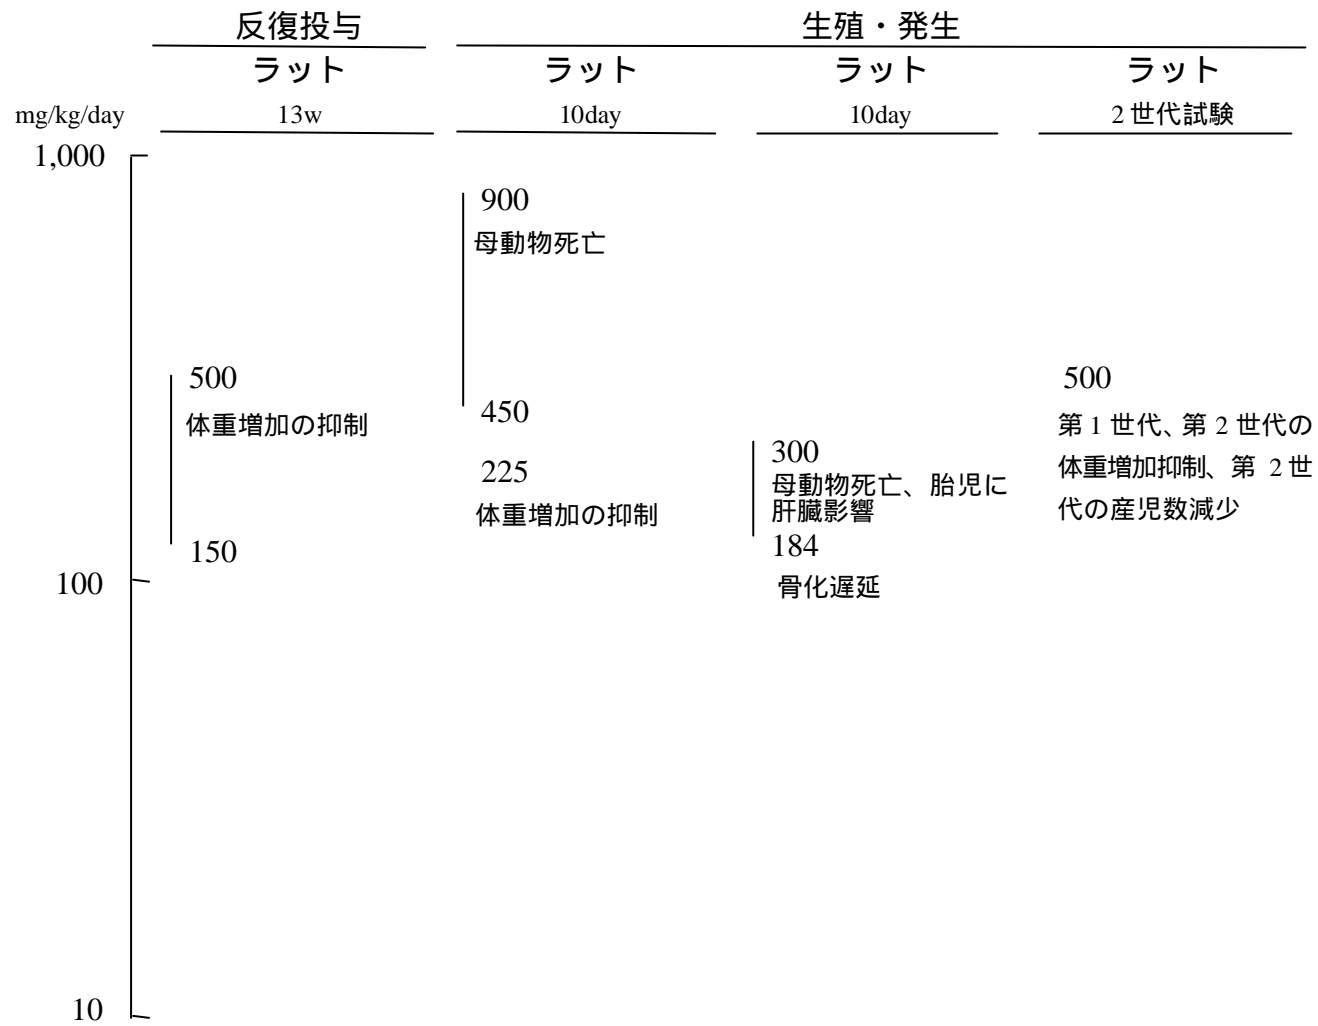 反復投与
生殖・発生
ラット
ラット
ラット
ラット
mg/kg/day
13w
10day
10day
2 世代試験
1,000
900
母動物死亡
500
体重増加の抑制
150
450
225
体重増加の抑制
300
母動物死亡、胎児に
肝臓影響
184
骨化遅延
500
第 1 世代、第 2 世代の
体重増加抑制、第 2 世
代の産児数減少
100
10